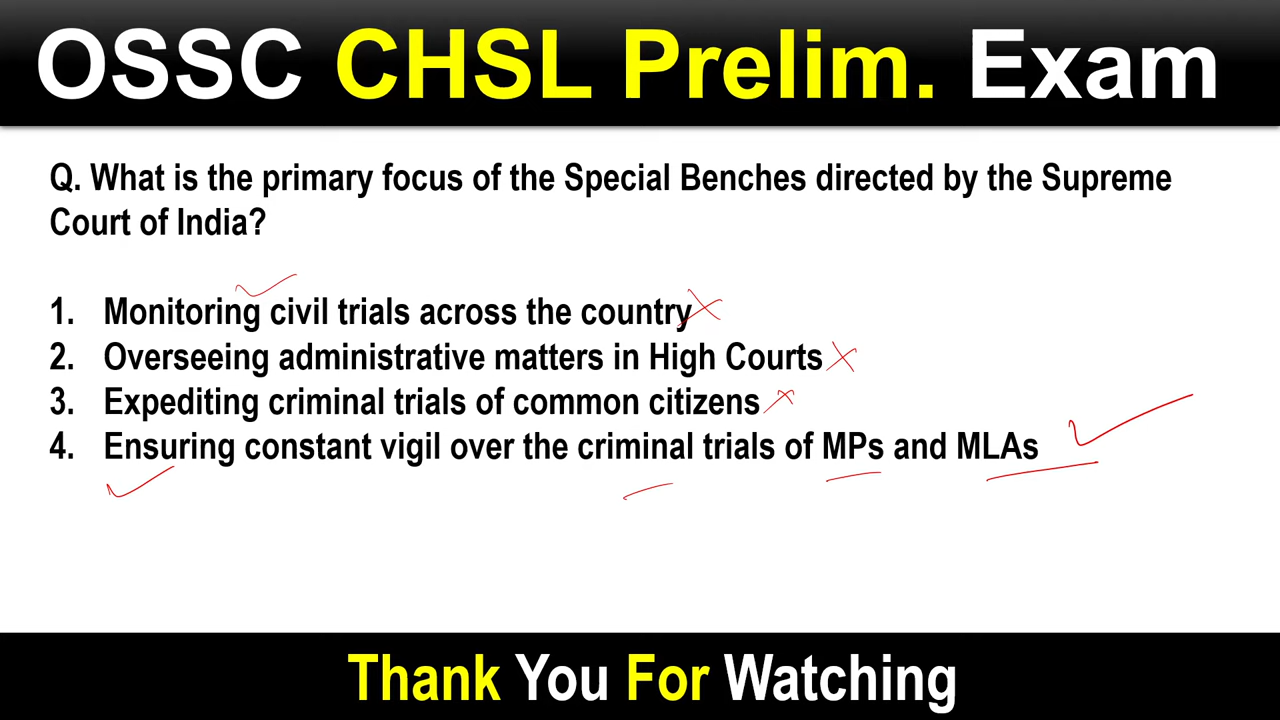 OSSC CHSL Prelim. Exam
Q. What is the primary focus of the Special Benches directed by the Supreme
Court of India?
1. Monitoring civil trials across the country
2. Overseeing administrative matters in High Courts
3. Expediting criminal trials of common citizens
4. Ensuring constant vigil over the criminal trials of MPs and MLAs
Thank You For Watching